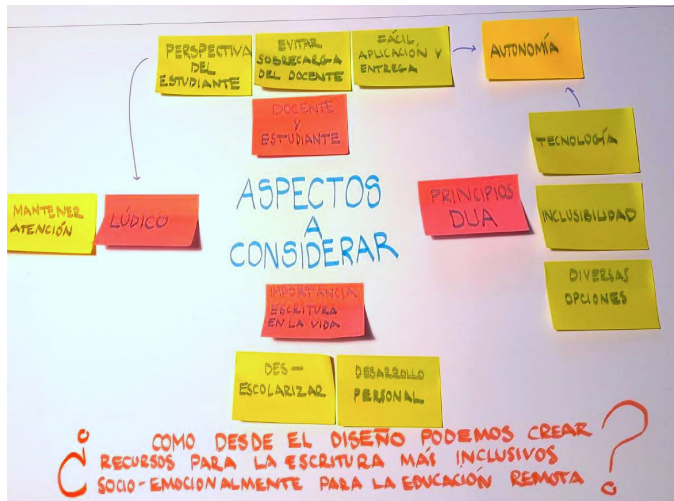 PERSPECTIVA
DEL
ESTUDIANTE
EVITAR
SOBRECARGA
DEL DOCENTE
FÁCIL
APLICACIÓN Y
ENTREGA
AUTONOMÍA
DOCENTE
Y
ESTUDIANTE
TECNOLOGÍA
MANTENER
ATENCIÓN
LÚDICO
ASPECTOS
A
CONSIDERAR
PRINCIPIOS
DUA
INCLUSIBILIDAD
DIVERSAS
OPCIONES
IMPORTANCIA
ESCRITURA
EN LA VIDA
DES-
ESCOLARIZAR
DESARROLLO
PERSONAL
¿COMO DESDE EL DISEÑO PODEMOS CREAR
RECURSOS PARA LA ESCRITURA MÁS INCLUSIVOS
SOCIO-EMOCIONALMENTE PARA LA EDUCACIÓN REMOTA?